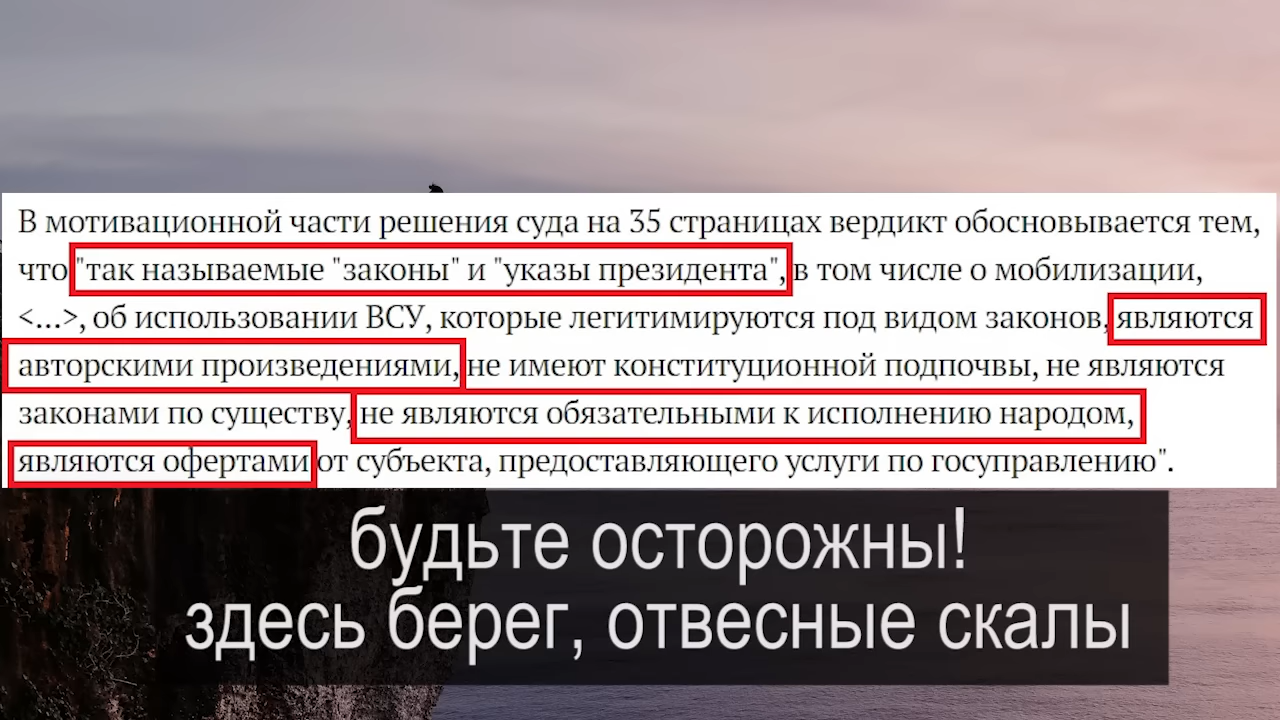 В мотивационной части решения суда на 35 страницах вердикт обосновывается тем,
что "так называемые "законы" и "указы президента", в том числе о мобилизации,
<...>, об использовании ВСУ, которые легитимируются под видом законов, являются
авторскими произведениями, не имеют конституционной подпочвы, не являются
законами по существу, не являются обязательными к исполнению народом,
являются офертами от субъекта, предоставляющего услуги по госуправлению".
будьте осторожны!
здесь берег, отвесные скалы